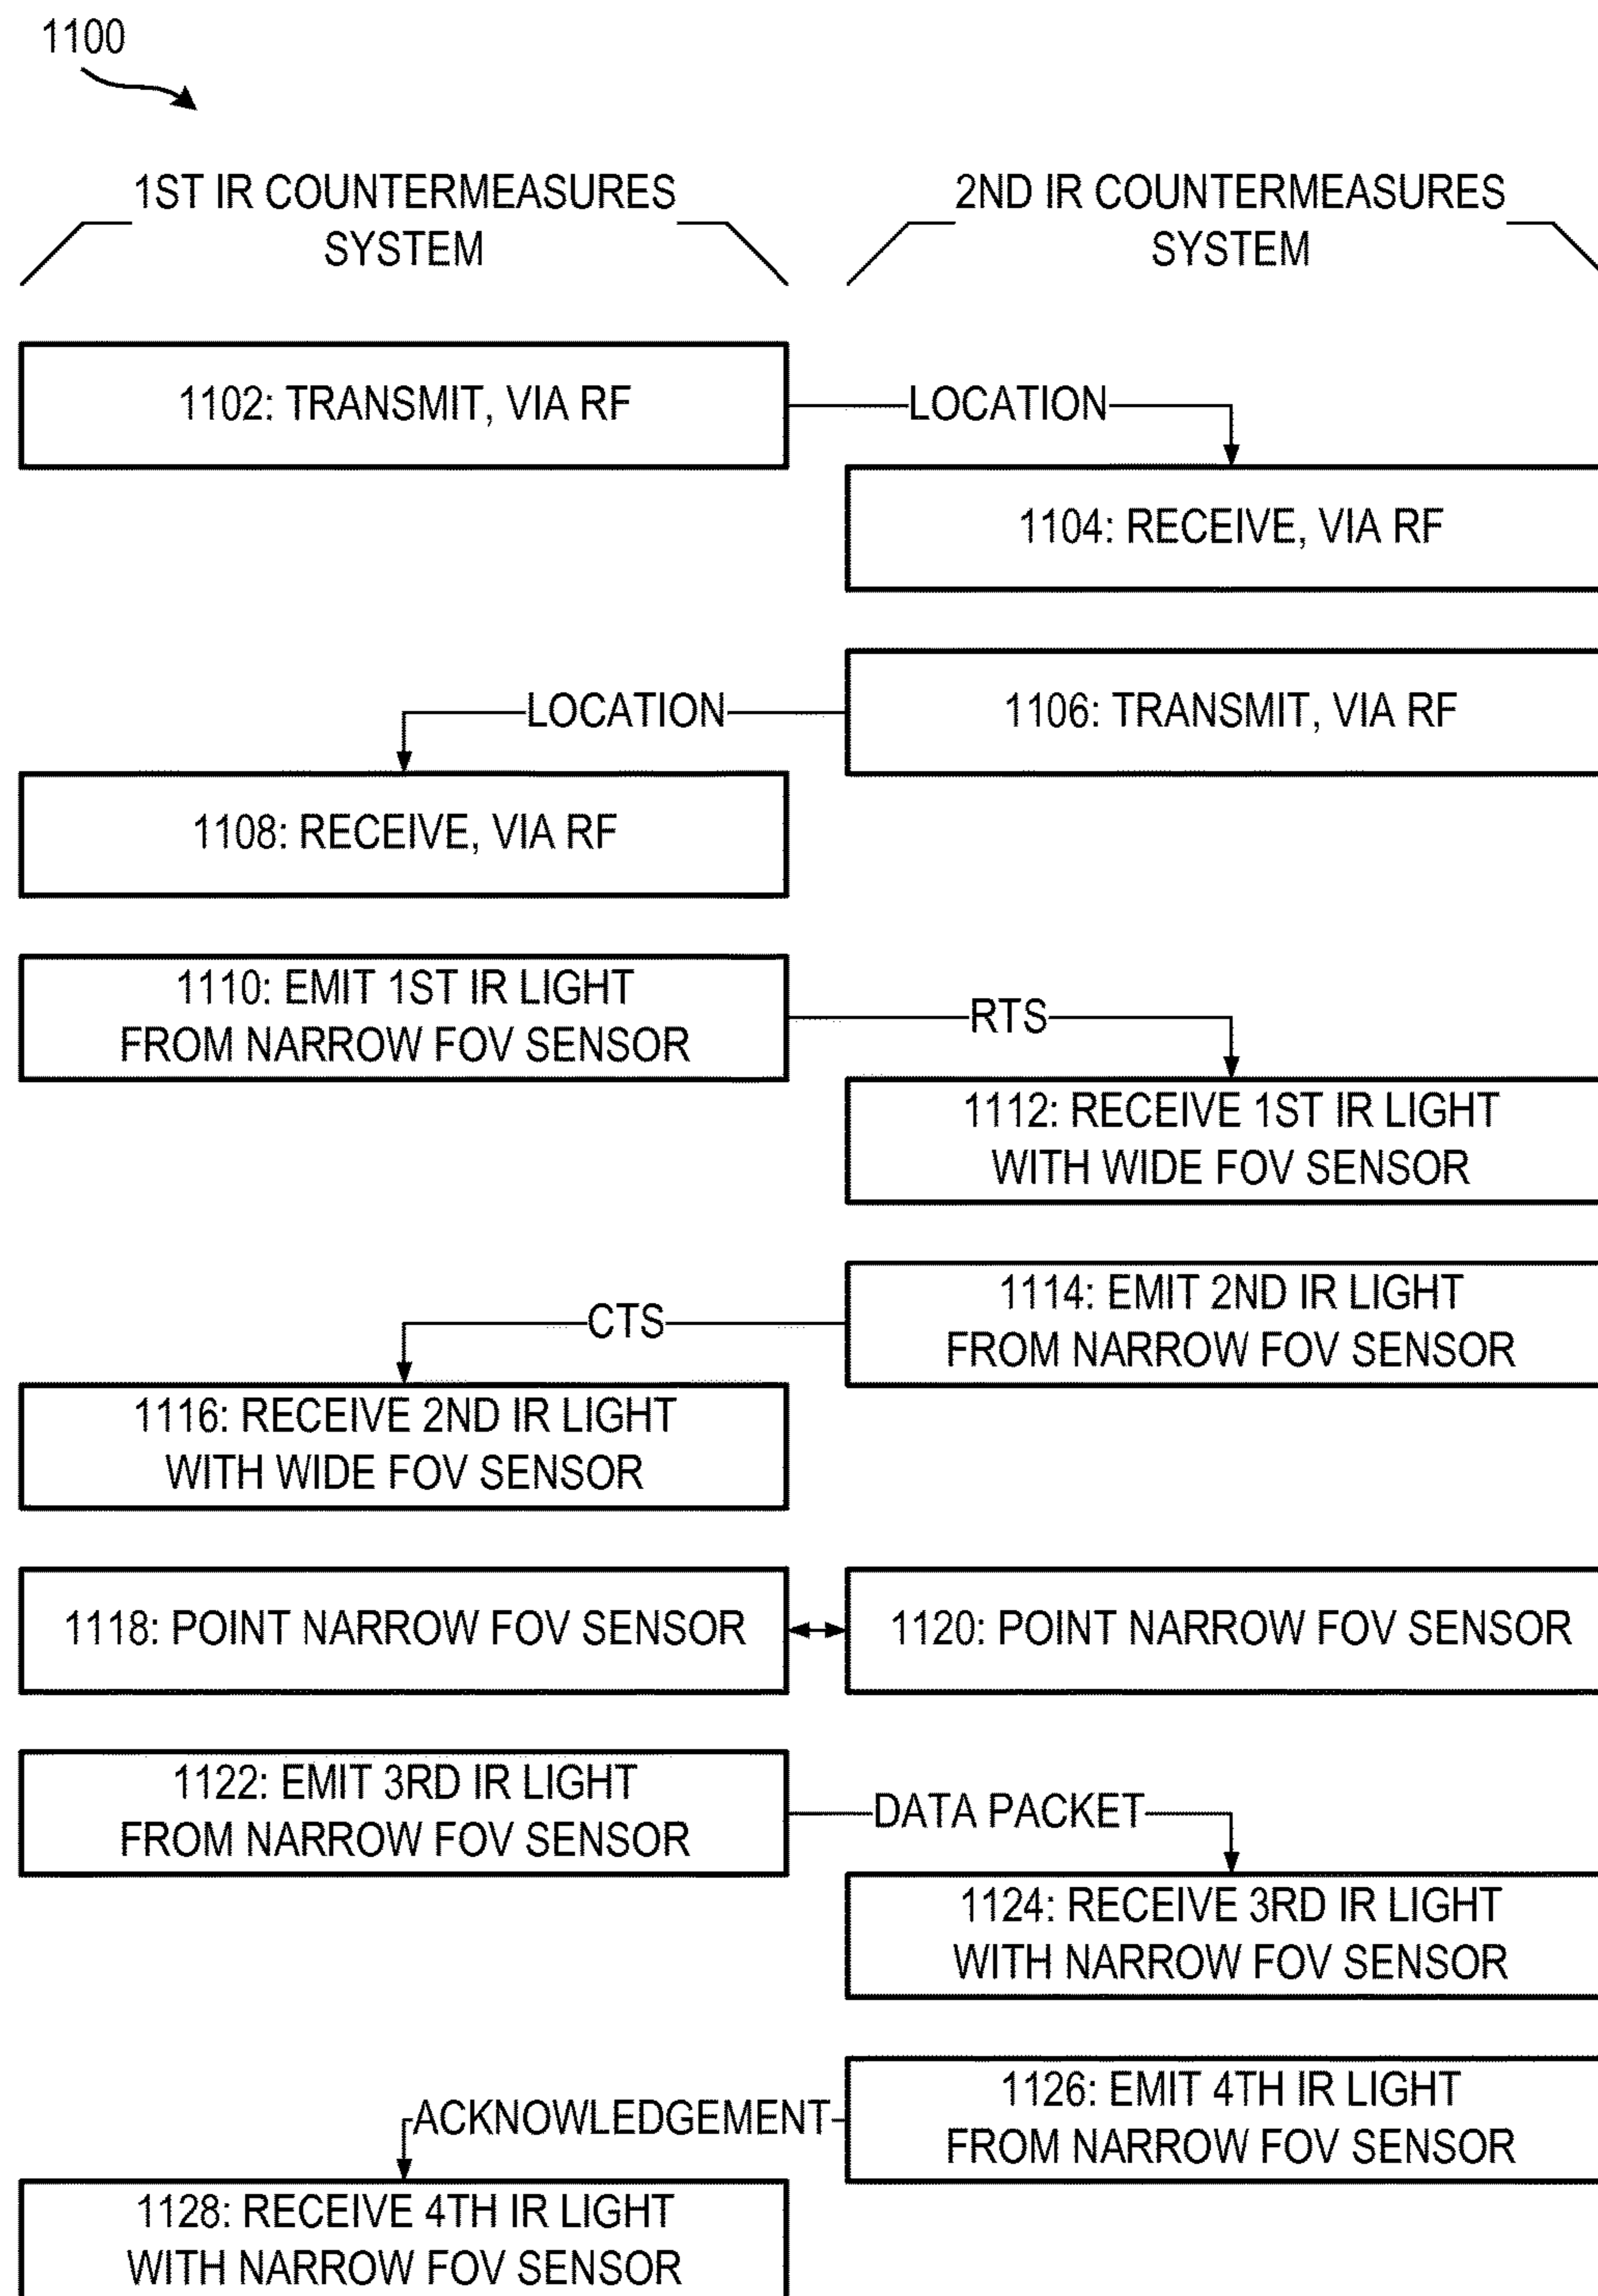 1100
1ST IR COUNTERMEASURES
SYSTEM
2ND IR COUNTERMEASURES
SYSTEM
1102: TRANSMIT, VIA RF
LOCATION
1104: RECEIVE, VIA RF
LOCATION
1106: TRANSMIT, VIA RF
1108: RECEIVE, VIA RF
1110: EMIT 1ST IR LIGHT
FROM NARROW FOV SENSOR
RTS
1112: RECEIVE 1ST IR LIGHT
WITH WIDE FOV SENSOR
1114: EMIT 2ND IR LIGHT
FROM NARROW FOV SENSOR
CTS
1116: RECEIVE 2ND IR LIGHT
WITH WIDE FOV SENSOR
1118: POINT NARROW FOV SENSOR
1120: POINT NARROW FOV SENSOR
1122: EMIT 3RD IR LIGHT
FROM NARROW FOV SENSOR
DATA PACKET
1124: RECEIVE 3RD IR LIGHT
WITH NARROW FOV SENSOR
1126: EMIT 4TH IR LIGHT
FROM NARROW FOV SENSOR
ACKNOWLEDGEMENT
1128: RECEIVE 4TH IR LIGHT
WITH NARROW FOV SENSOR